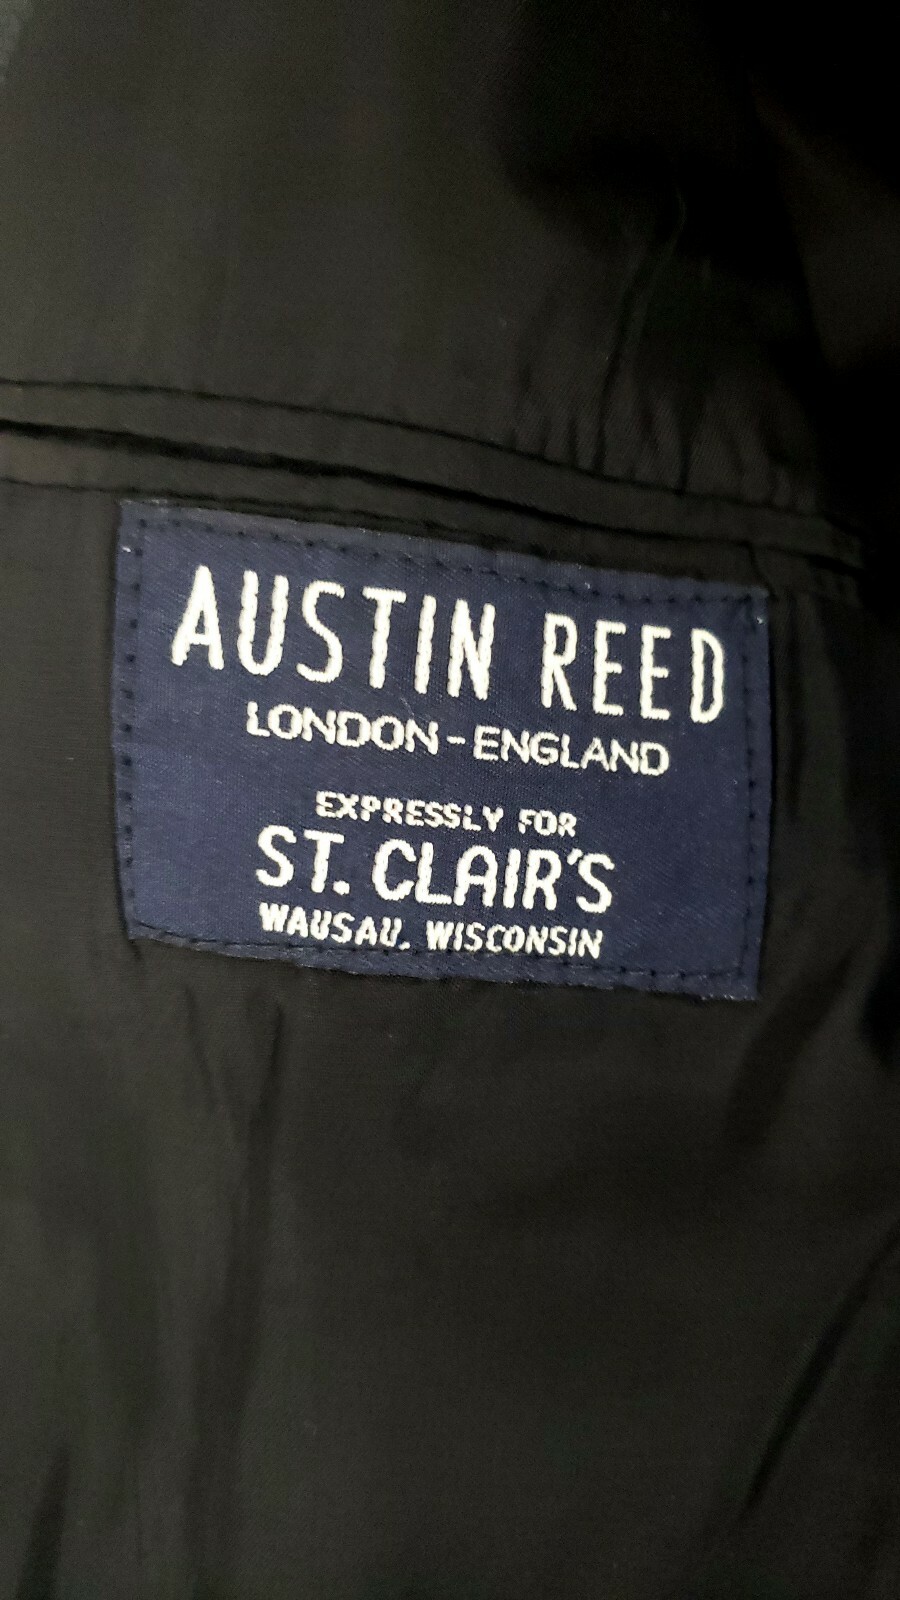 AUSTIN REED
LONDON-ENGLAND
EXPRESSLY FOR
ST. CLAIR'S
WAUSAU, WISCONSIN